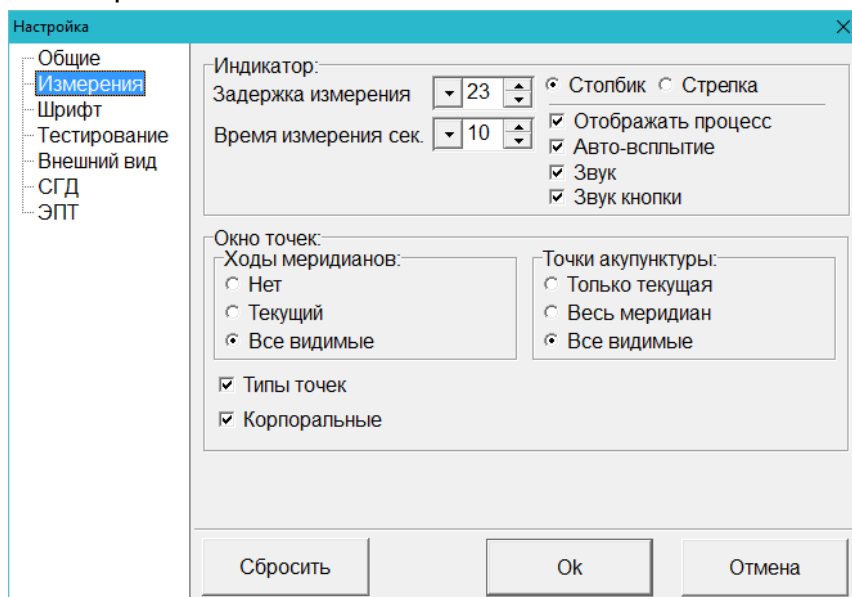 Настройка
Общие
Измерения
Шрифт
Тестирование
Внешний вид
СГД
ЭПТ
Индикатор:
Задержка измерения 23
Столбик Стрелка
Время измерения сек. 10
Отображать процесс
Авто-всплытие
Звук
Звук кнопки
Окно точек:
Ходы меридианов:
Нет
Текущий
Все видимые
Точки акупунктуры:
Только текущая
Весь меридиан
Все видимые
Типы точек
Корпоральные
Сбросить Ok Отмена